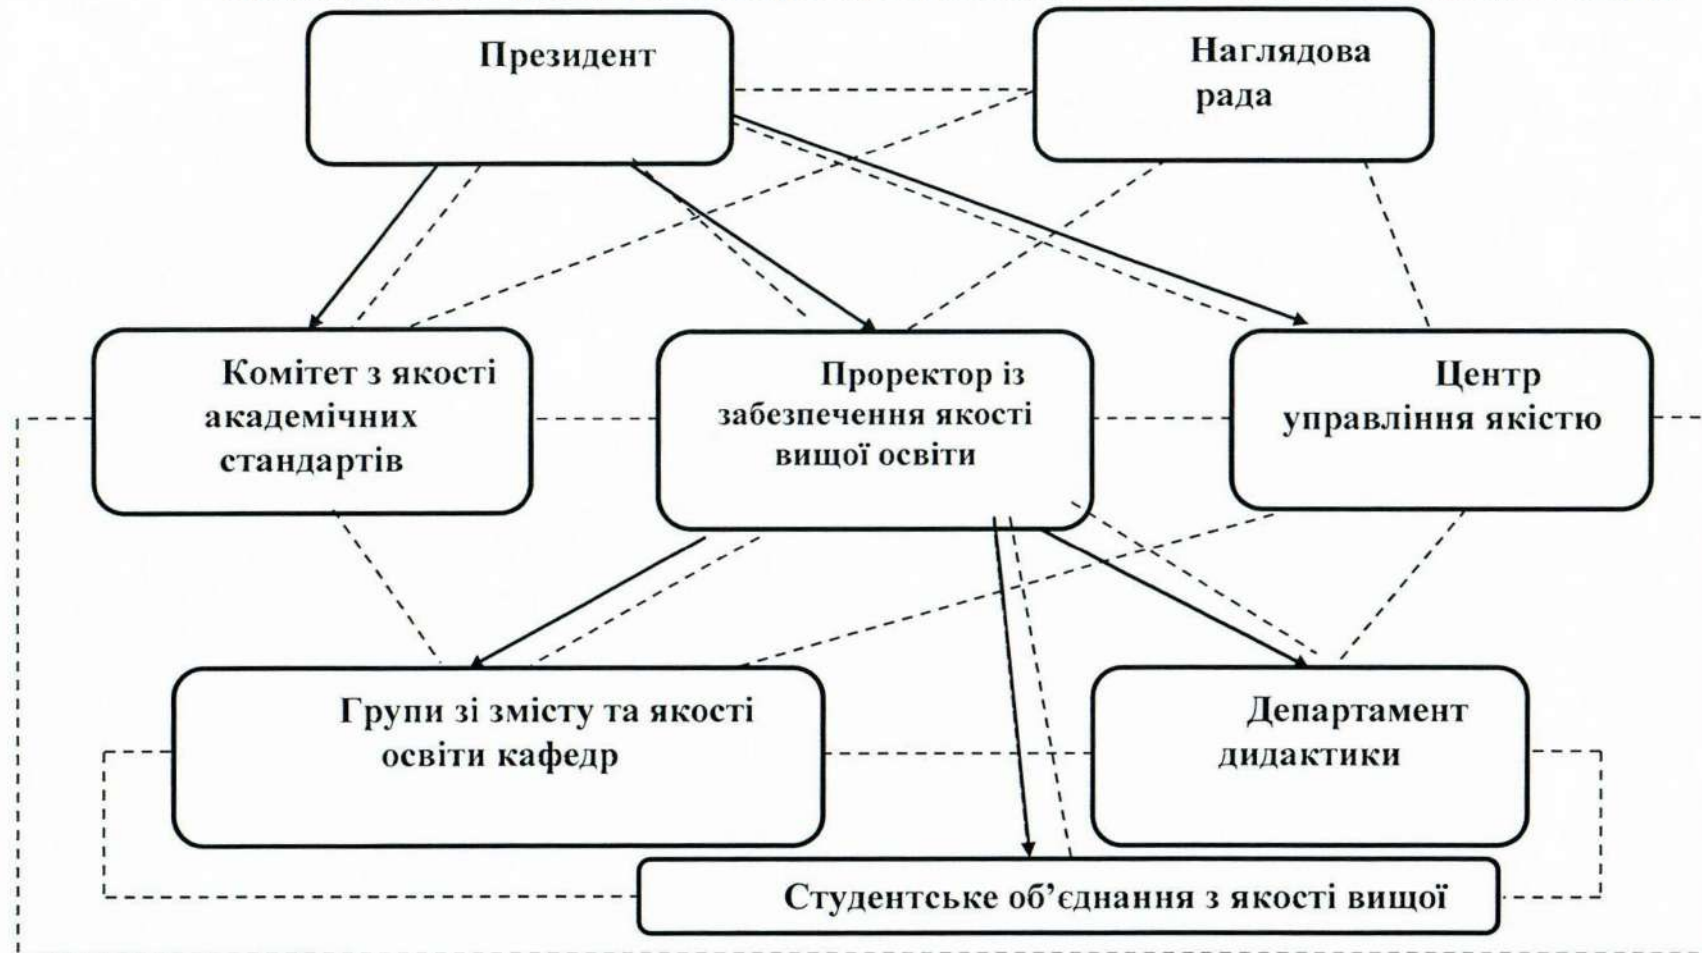 Президент
Наглядова
рада
Комітет з якості
академічних
стандартів
Проректор із
забезпечення якості
вищої освіти
Центр
управління якістю
Групи зі змісту та якості
освіти кафедр
Департамент
дидактики
Студентське об’єднання з якості вищої